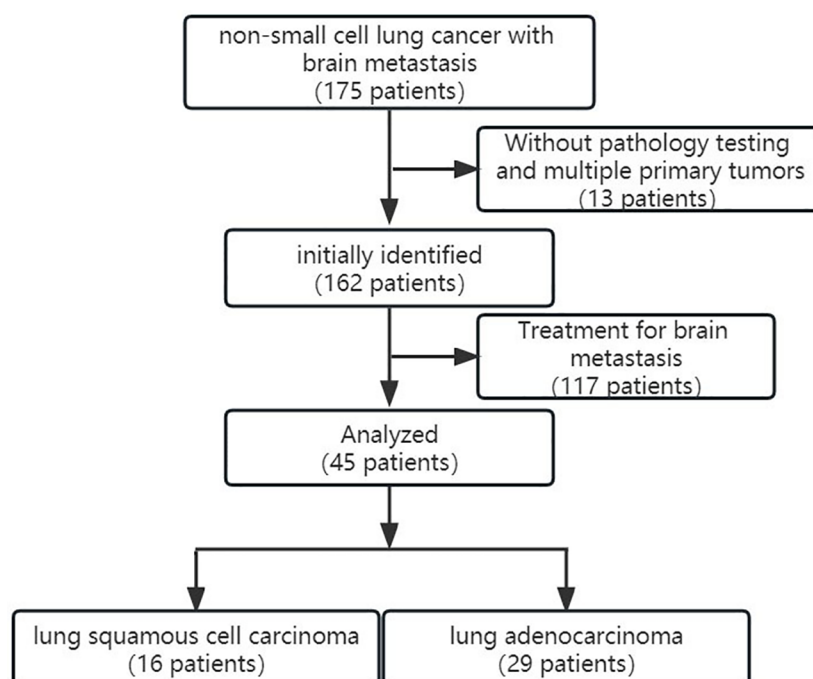 non-small cell lung cancer with
brain metastasis
(175 patients)
Without pathology testing
and multiple primary tumors
(13 patients)
initially identified
(162 patients)
Treatment for brain
metastasis
(117 patients)
Analyzed
(45 patients)
lung squamous cell carcinoma
(16 patients)
lung adenocarcinoma
(29 patients)